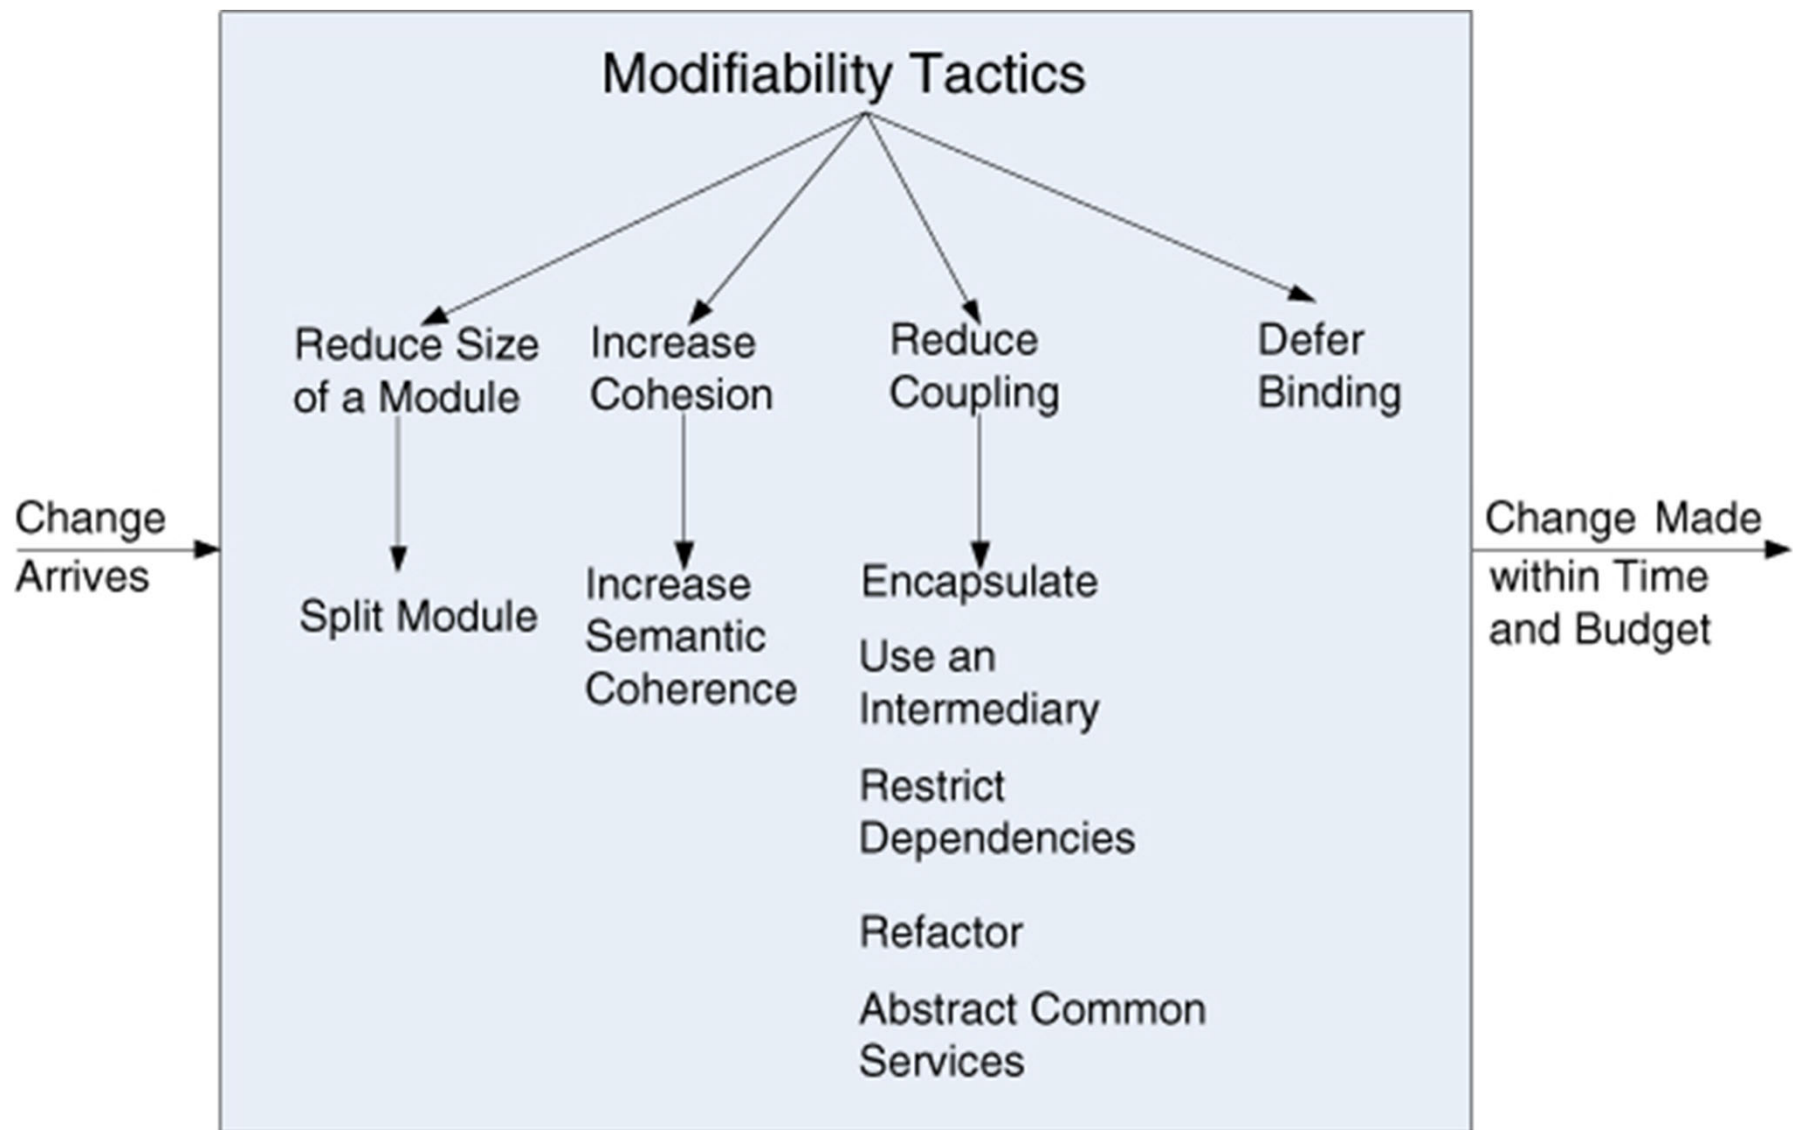 Modifiability Tactics
Reduce Size
of a Module
Increase
Cohesion
Reduce
Coupling
Defer
Binding
Change
Arrives
Split Module
Increase
Semantic
Coherence
Encapsulate
Use an
Intermediary
Restrict
Dependencies
Refactor
Abstract Common
Services
Change Made
within Time
and Budget